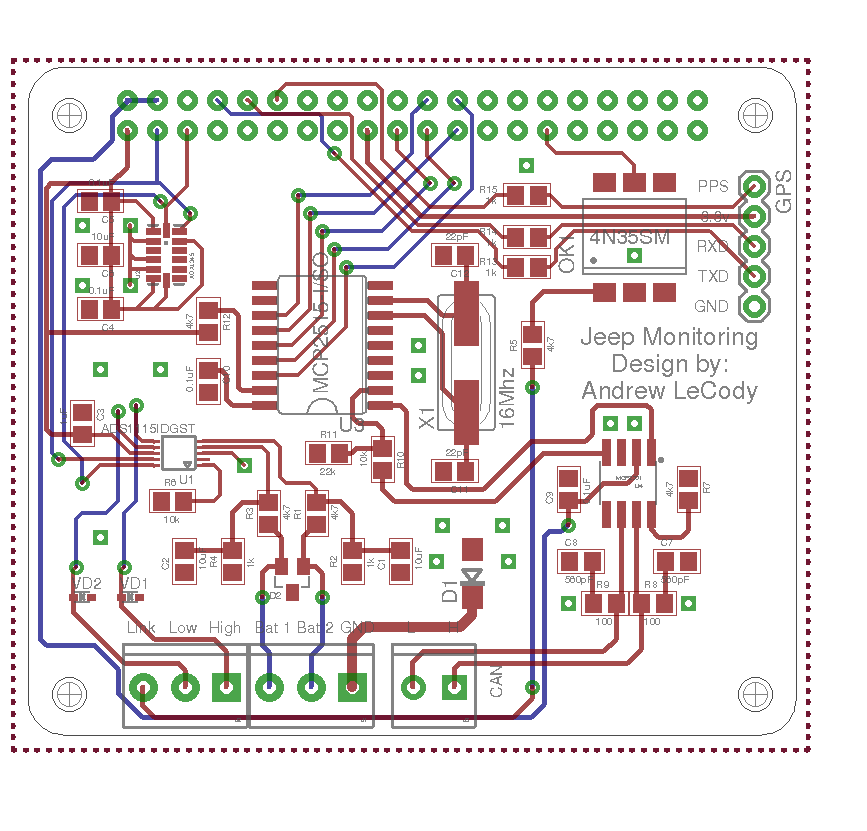 PPS
GPS
3.3v
RXD
TXD
GND
R15
1k
R14
1k
R13
1k
OK1
4N35SM
C5
10uF
0.1uF
C4
4k7
R12
0.1uF
MCP2515-I/SO
U3
22pF
X1
16Mhz
22pF
C11
R5
4k7
Jeep Monitoring
Design by:
Andrew LeCody
C3
ADS1115IDGST
U1
R6
10k
R11
22k
10k
R10
C9
1uF
4k7
R7
R3
4k7
R1
4k7
C2
10uF
R4
1k
R2
1k
C1
10uF
D2
D1
C8
560pF
C7
560pF
R9
100
R8
100
VD2
VD1
Link
Low
High
Bat 1
Bat 2
GND
L
H
CAN